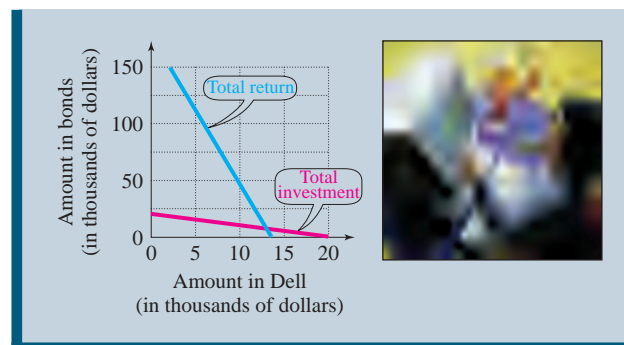 Amount in bonds
(in thousands of dollars)
150
100
50
0
Total return
Total
investment
0 5 10 15 20
Amount in Dell
(in thousands of dollars)